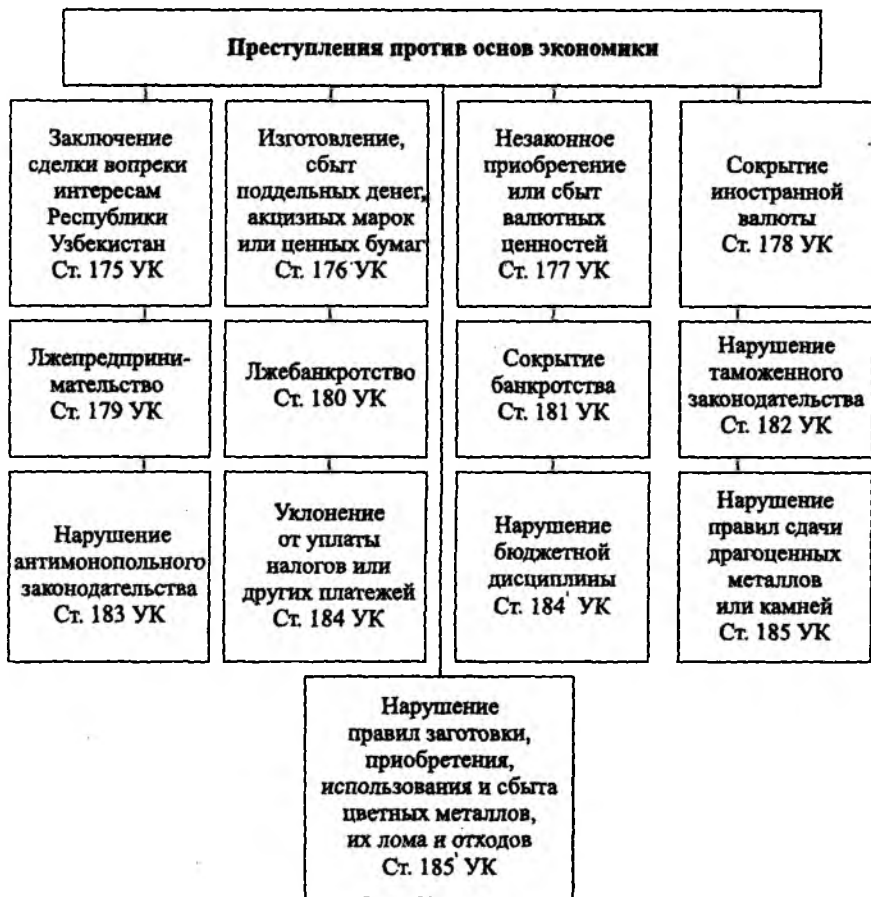 Преступления против основ экономики
Заключение
сделки вопреки
интересам
Республики
Узбекистан
Ст. 175 УК
Изготовление,
сбыт
поддельных денег,
акцизных марок
или ценных бумаг
Ст. 176 УК
Незаконное
приобретение
или сбыт
валютных
ценностей
Ст. 177 УК
Сокрытие
иностранной
валюты
Ст. 178 УК
Лжепредприни-
мательство
Ст. 179 УК
Лжебанкротство
Ст. 180 УК
Сокрытие
банкротства
Ст. 181 УК
Нарушение
таможенного
законодательства
Ст. 182 УК
Нарушение
антимонопольного
законодательства
Ст. 183 УК
Уклонение
от уплаты
налогов или
других платежей
Ст. 184 УК
Нарушение
бюджетной
дисциплины
Ст. 184¹ УК
Нарушение
правил сдачи
драгоценных
металлов
или камней
Ст. 185 УК
Нарушение
правил заготовки,
приобретения,
использования и сбыта
цветных металлов,
их лома и отходов
Ст. 185¹ УК